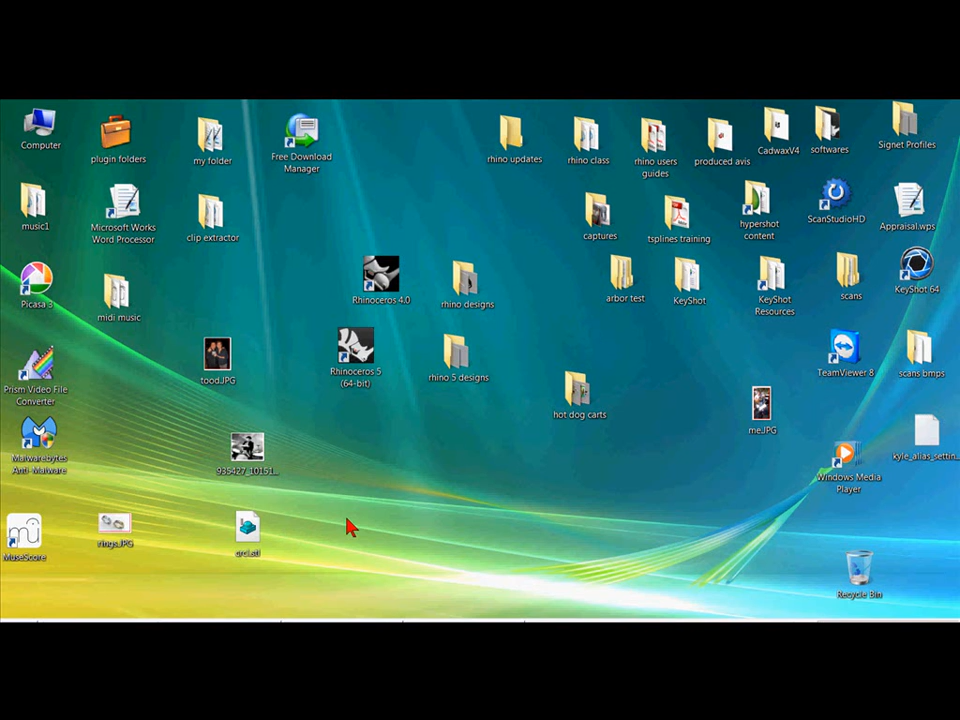 Computer
plugin folders
my folder
Free Download
Manager
rhino updates
rhino class
rhino users
guides
produced avis
CadwaxV4
softwares
Signet Profiles
music1
Microsoft Works
Word Processor
clip extractor
captures
tsplines training
hypershot
content
ScanStudioHD
Appraisal.wps
Picasa 3
midi music
Rhinoceros 4.0
rhino designs
arbor test
KeyShot
KeyShot
Resources
scans
KeyShot 64
Prism Video File
Converter
toodJPG
Rhinoceros 5
(64-bit)
rhino 5 designs
hot dog carts
me.JPG
TeamViewer 8
scans bmps
Malwarebytes
Anti-Malware
935427_10151...
Windows Media
Player
kyle_alias_settin...
MuseScore
rings.JPG
Recycle Bin